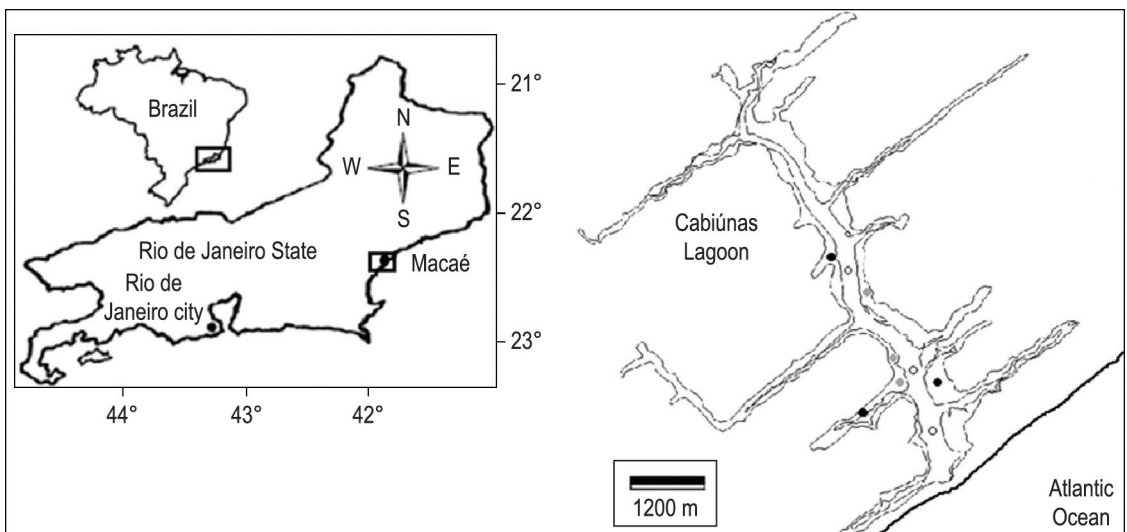 Brazil
N
W
E
S
Rio de Janeiro State
Rio de
Janeiro city
Macaé
21°
22°
23°
44°
43°
42°
Cabiúnas
Lagoon
1200 m
Atlantic
Ocean